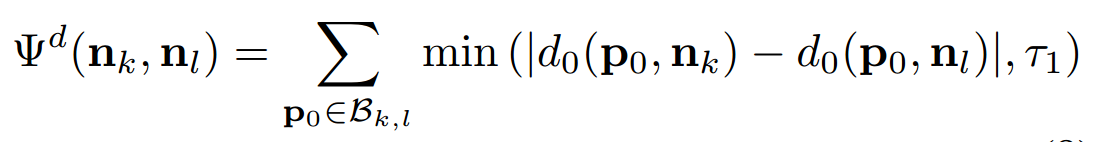 Ψ^d(n_k, n_l) = ∑_{p_0∈B_{k,l}} min (|d_0(p_0, n_k) − d_0(p_0, n_l)|, τ_1)